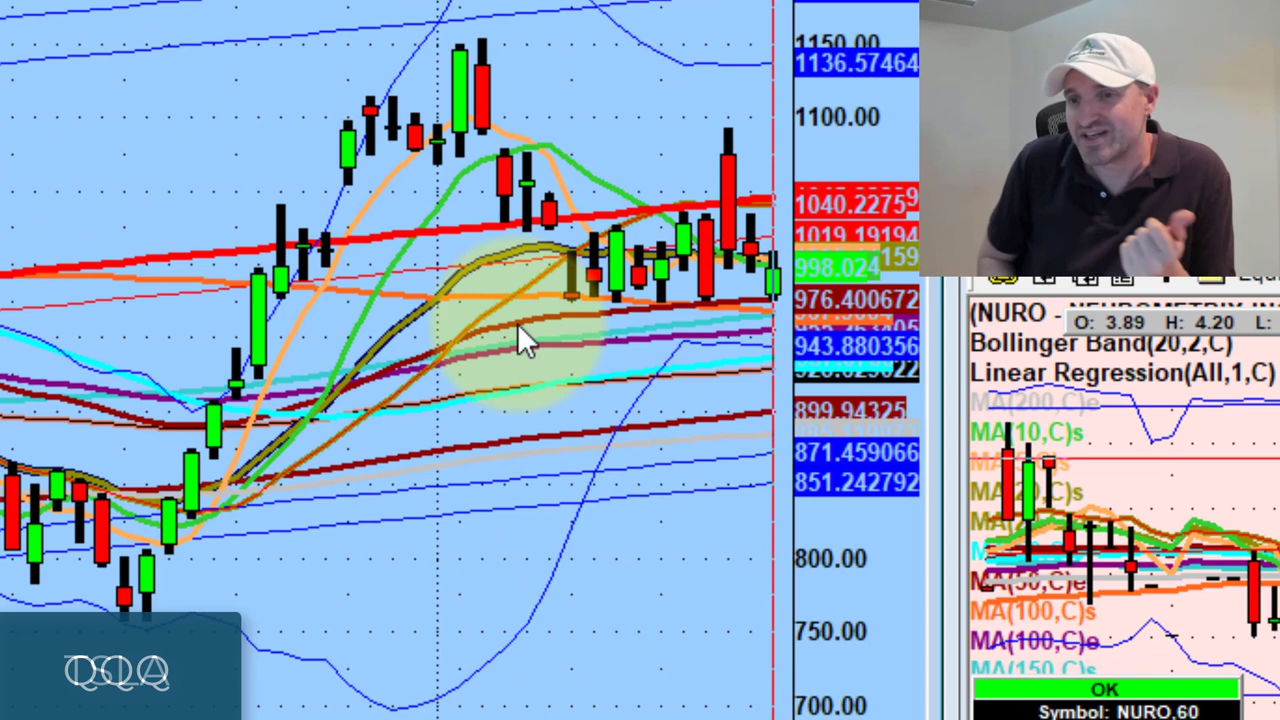 1150.00
1136.57464
1100.00
1040.2275
1019.19194
159
998.024
976.400672
943.880356
899.94325
871.459066
851.242792
800.00
750.00
700.00
(NURO -
O: 3.89 H: 4.20 L:
Bollinger Band(20,2,C)
Linear Regression(All,1,C)
MA(200,C)e
MA(10,C)s
MA(50,C)e
MA(100,C)s
MA(100,C)e
MA(150,C)s
OK
Symbol: NURO,60